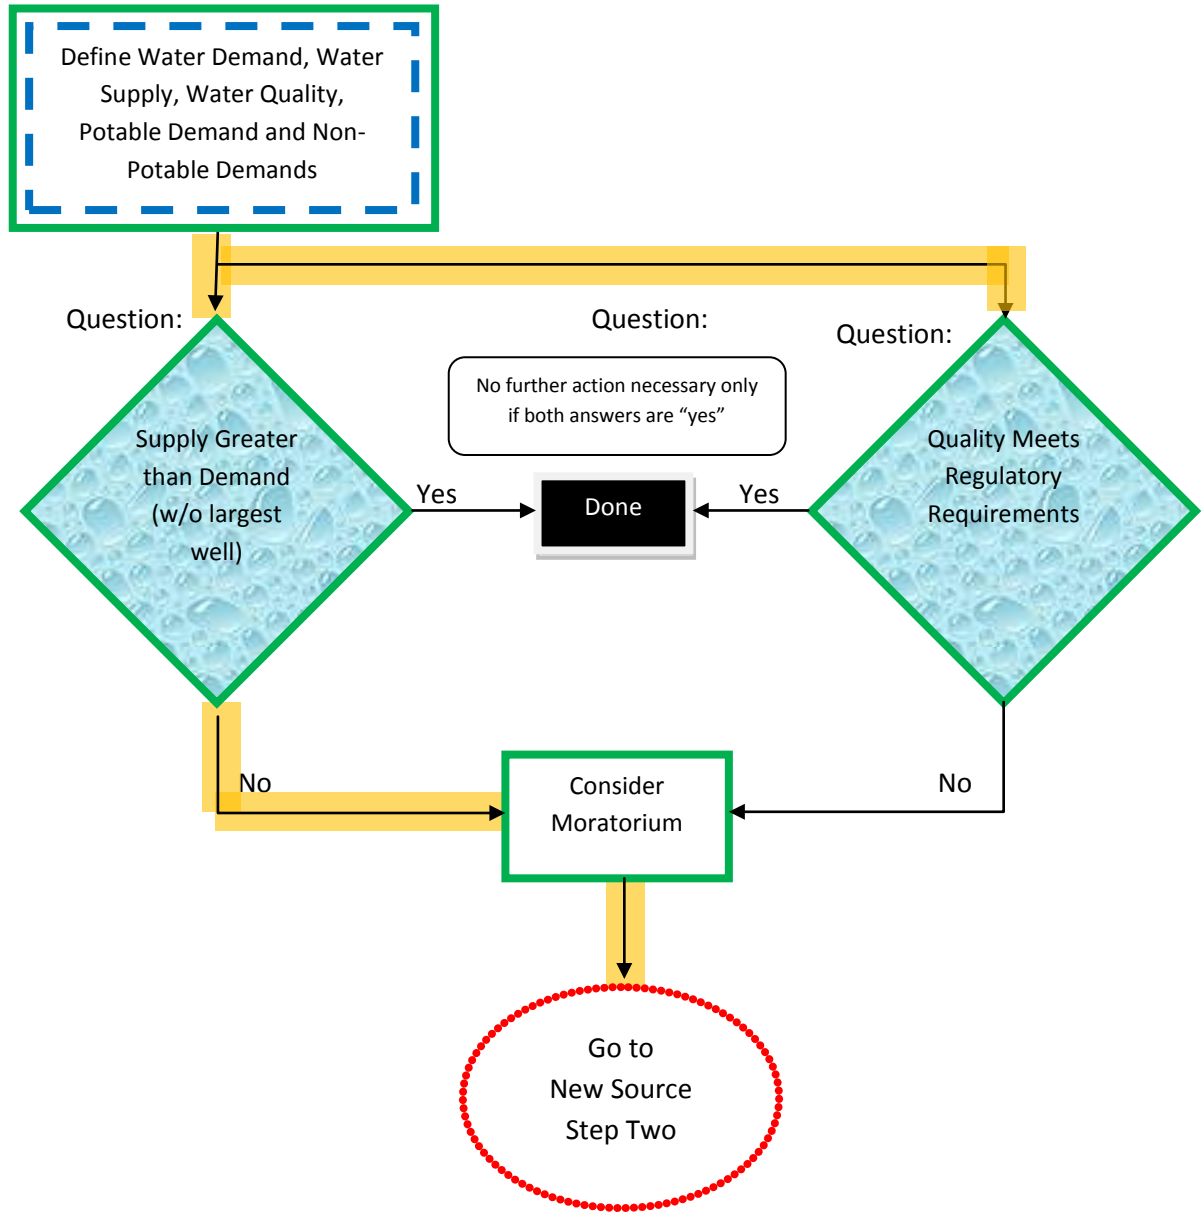 Define Water Demand, Water
Supply, Water Quality,
Potable Demand and Non-
Potable Demands
Question:
Question:
Question:
No further action necessary only
if both answers are “yes”
Supply Greater
than Demand
(w/o largest
well)
Yes
Done
Yes
Quality Meets
Regulatory
Requirements
No
Consider
Moratorium
No
Go to
New Source
Step Two